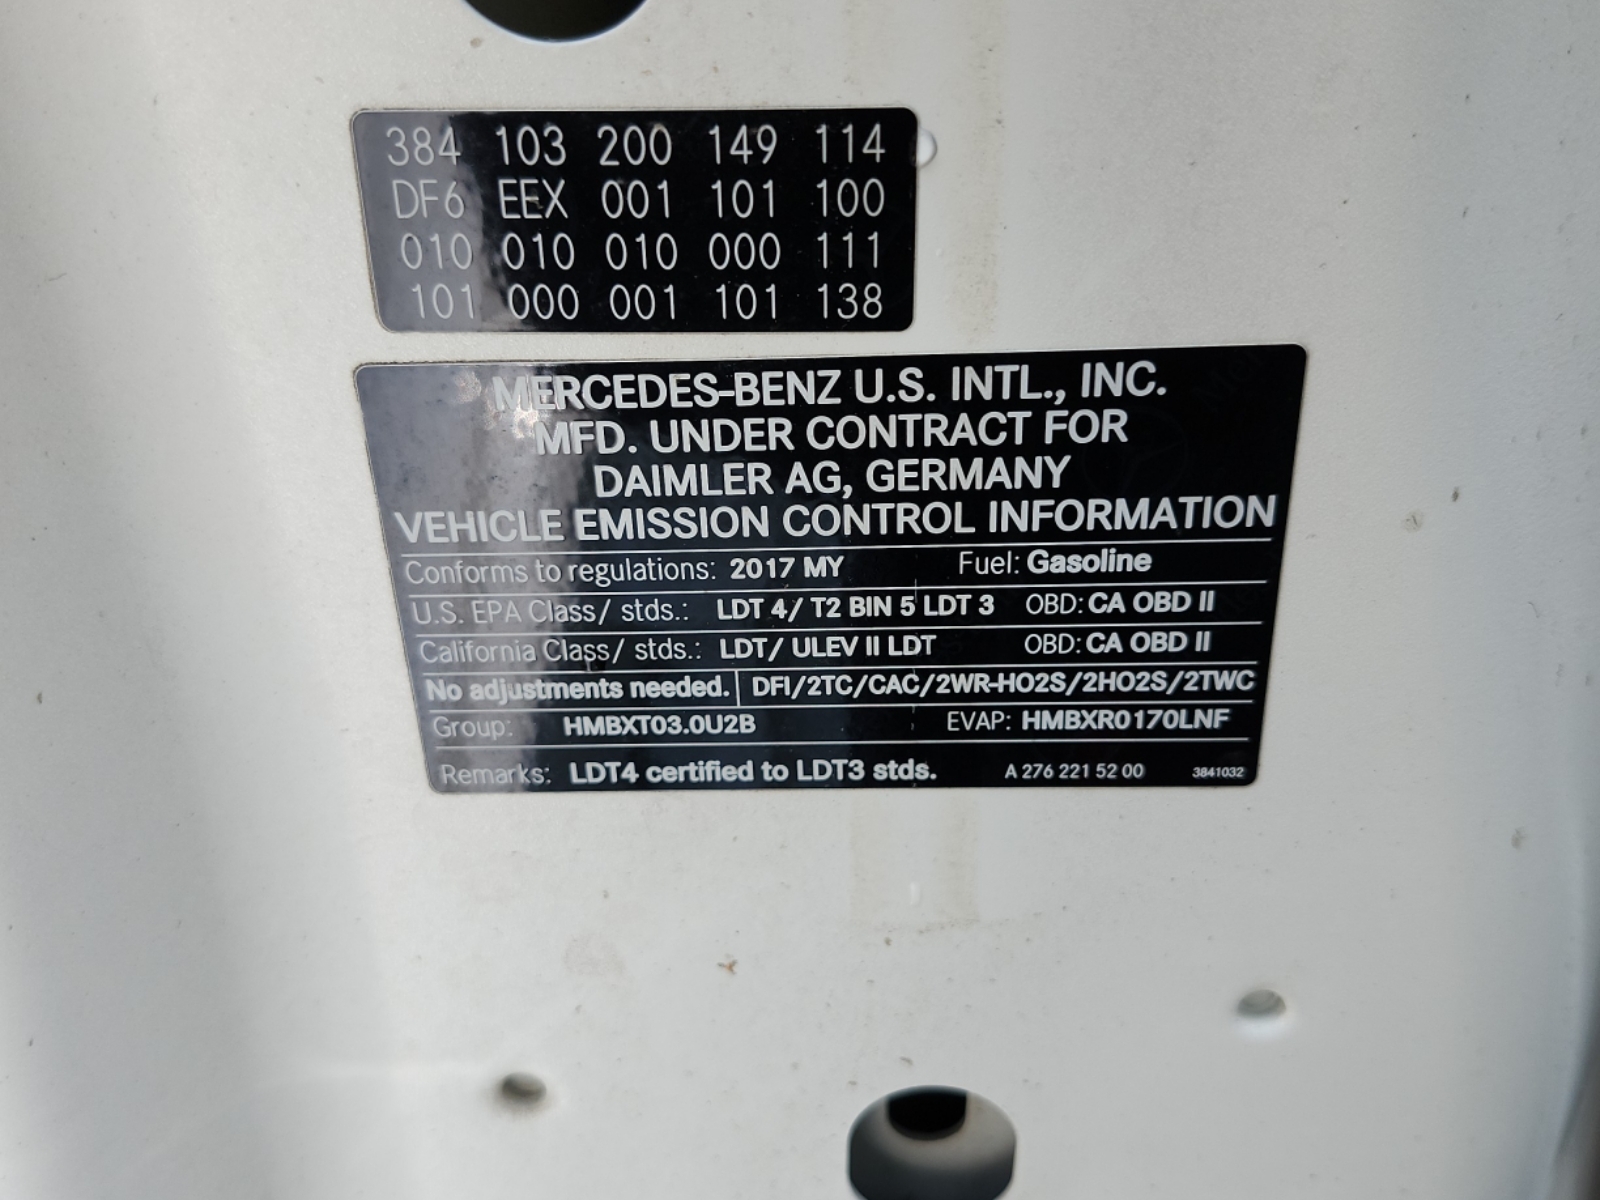 384 103 200 149 114
DF6 EEX 001 101 100
010 010 010 000 111
101 000 001 101 138
MERCEDES-BENZ U.S. INTL., INC.
MFD. UNDER CONTRACT FOR
DAIMLER AG, GERMANY
VEHICLE EMISSION CONTROL INFORMATION
Conforms to regulations: 2017 MY Fuel: Gasoline
U.S. EPA Class/ stds.: LDT 4/ T2 BIN 5 LDT 3 OBD: CA OBD II
California Class/ stds.: LDT/ ULEV II LDT OBD: CA OBD II
No adjustments needed. DFI/2TC/CAC/2WR-HO2S/2HO2S/2TWC
Group: HMBXT03.0U2B EVAP: HMBXR0170LNF
Remarks: LDT4 certified to LDT3 stds. A 276 221 52 00 3841032